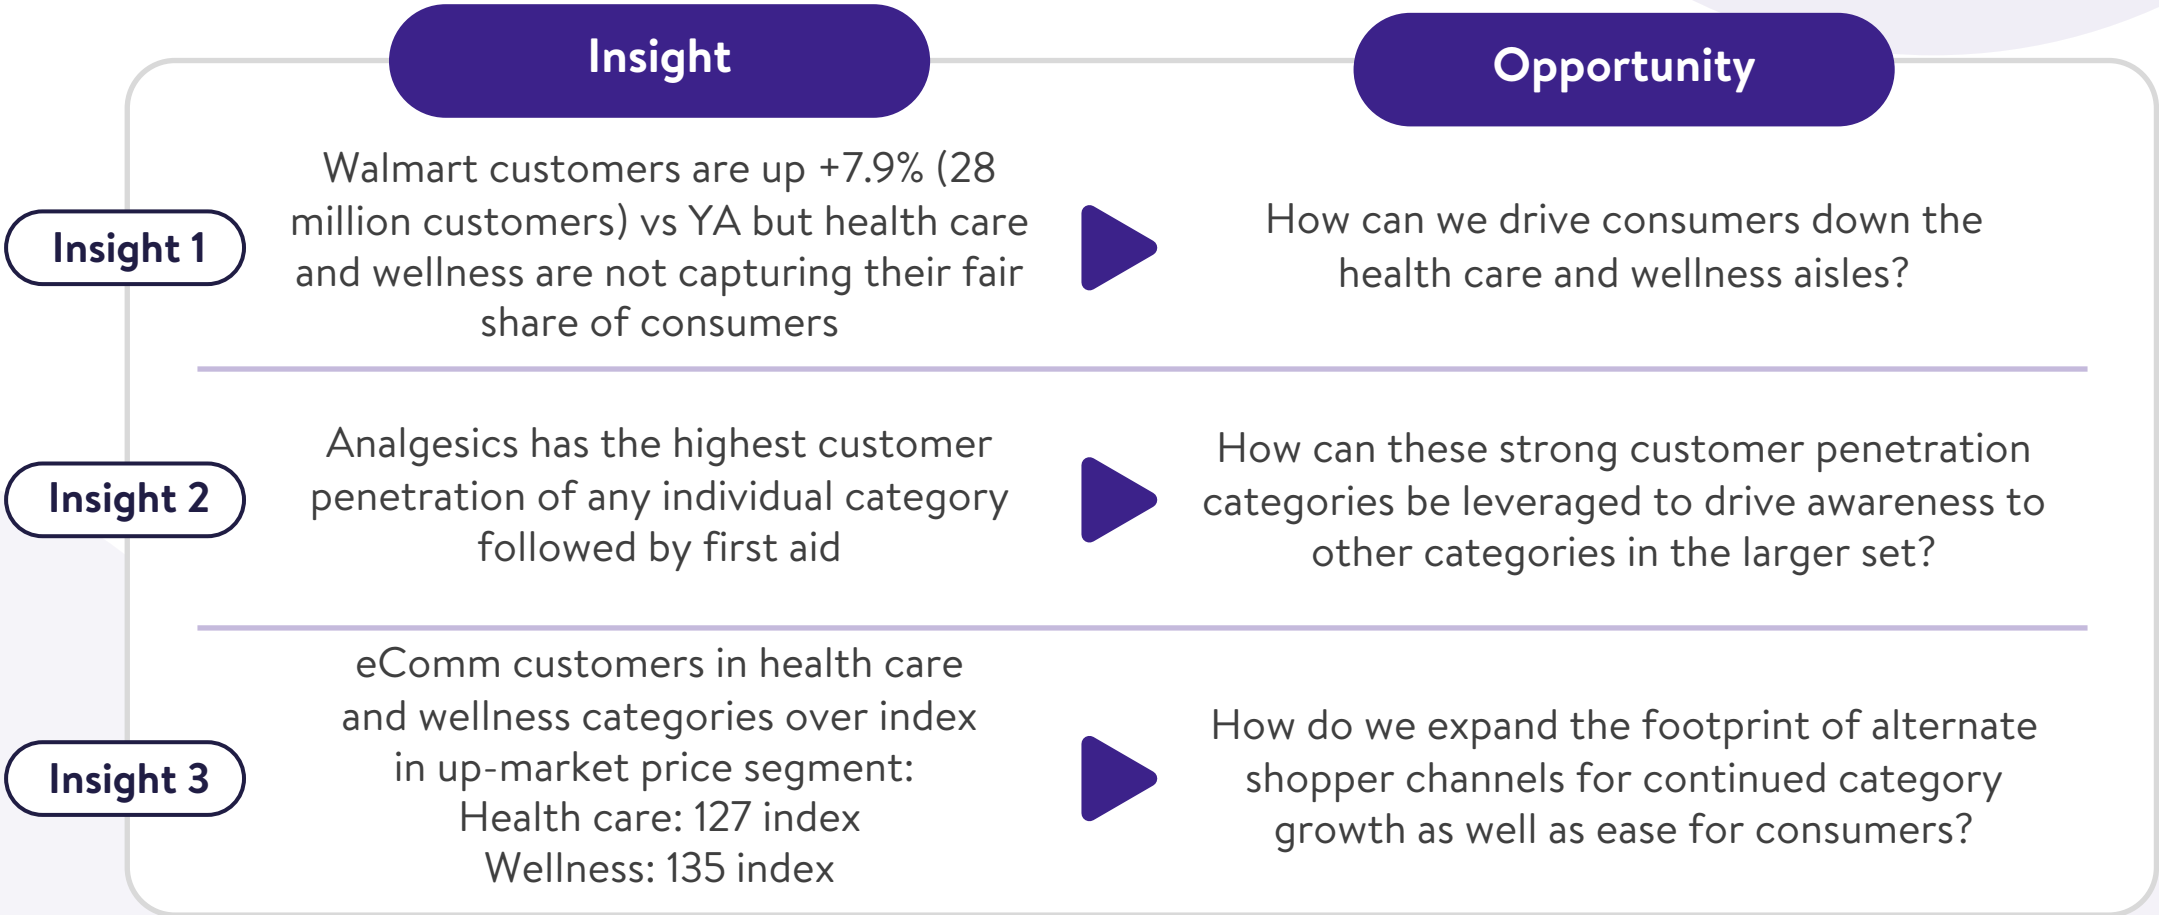 Insight
Opportunity
Insight 1
Walmart customers are up +7.9% (28
million customers) vs YA but health care
and wellness are not capturing their fair
share of consumers
How can we drive consumers down the
health care and wellness aisles?
Insight 2
Analgesics has the highest customer
penetration of any individual category
followed by first aid
How can these strong customer penetration
categories be leveraged to drive awareness to
other categories in the larger set?
Insight 3
eComm customers in health care
and wellness categories over index
in up-market price segment:
Health care: 127 index
Wellness: 135 index
How do we expand the footprint of alternate
shopper channels for continued category
growth as well as ease for consumers?